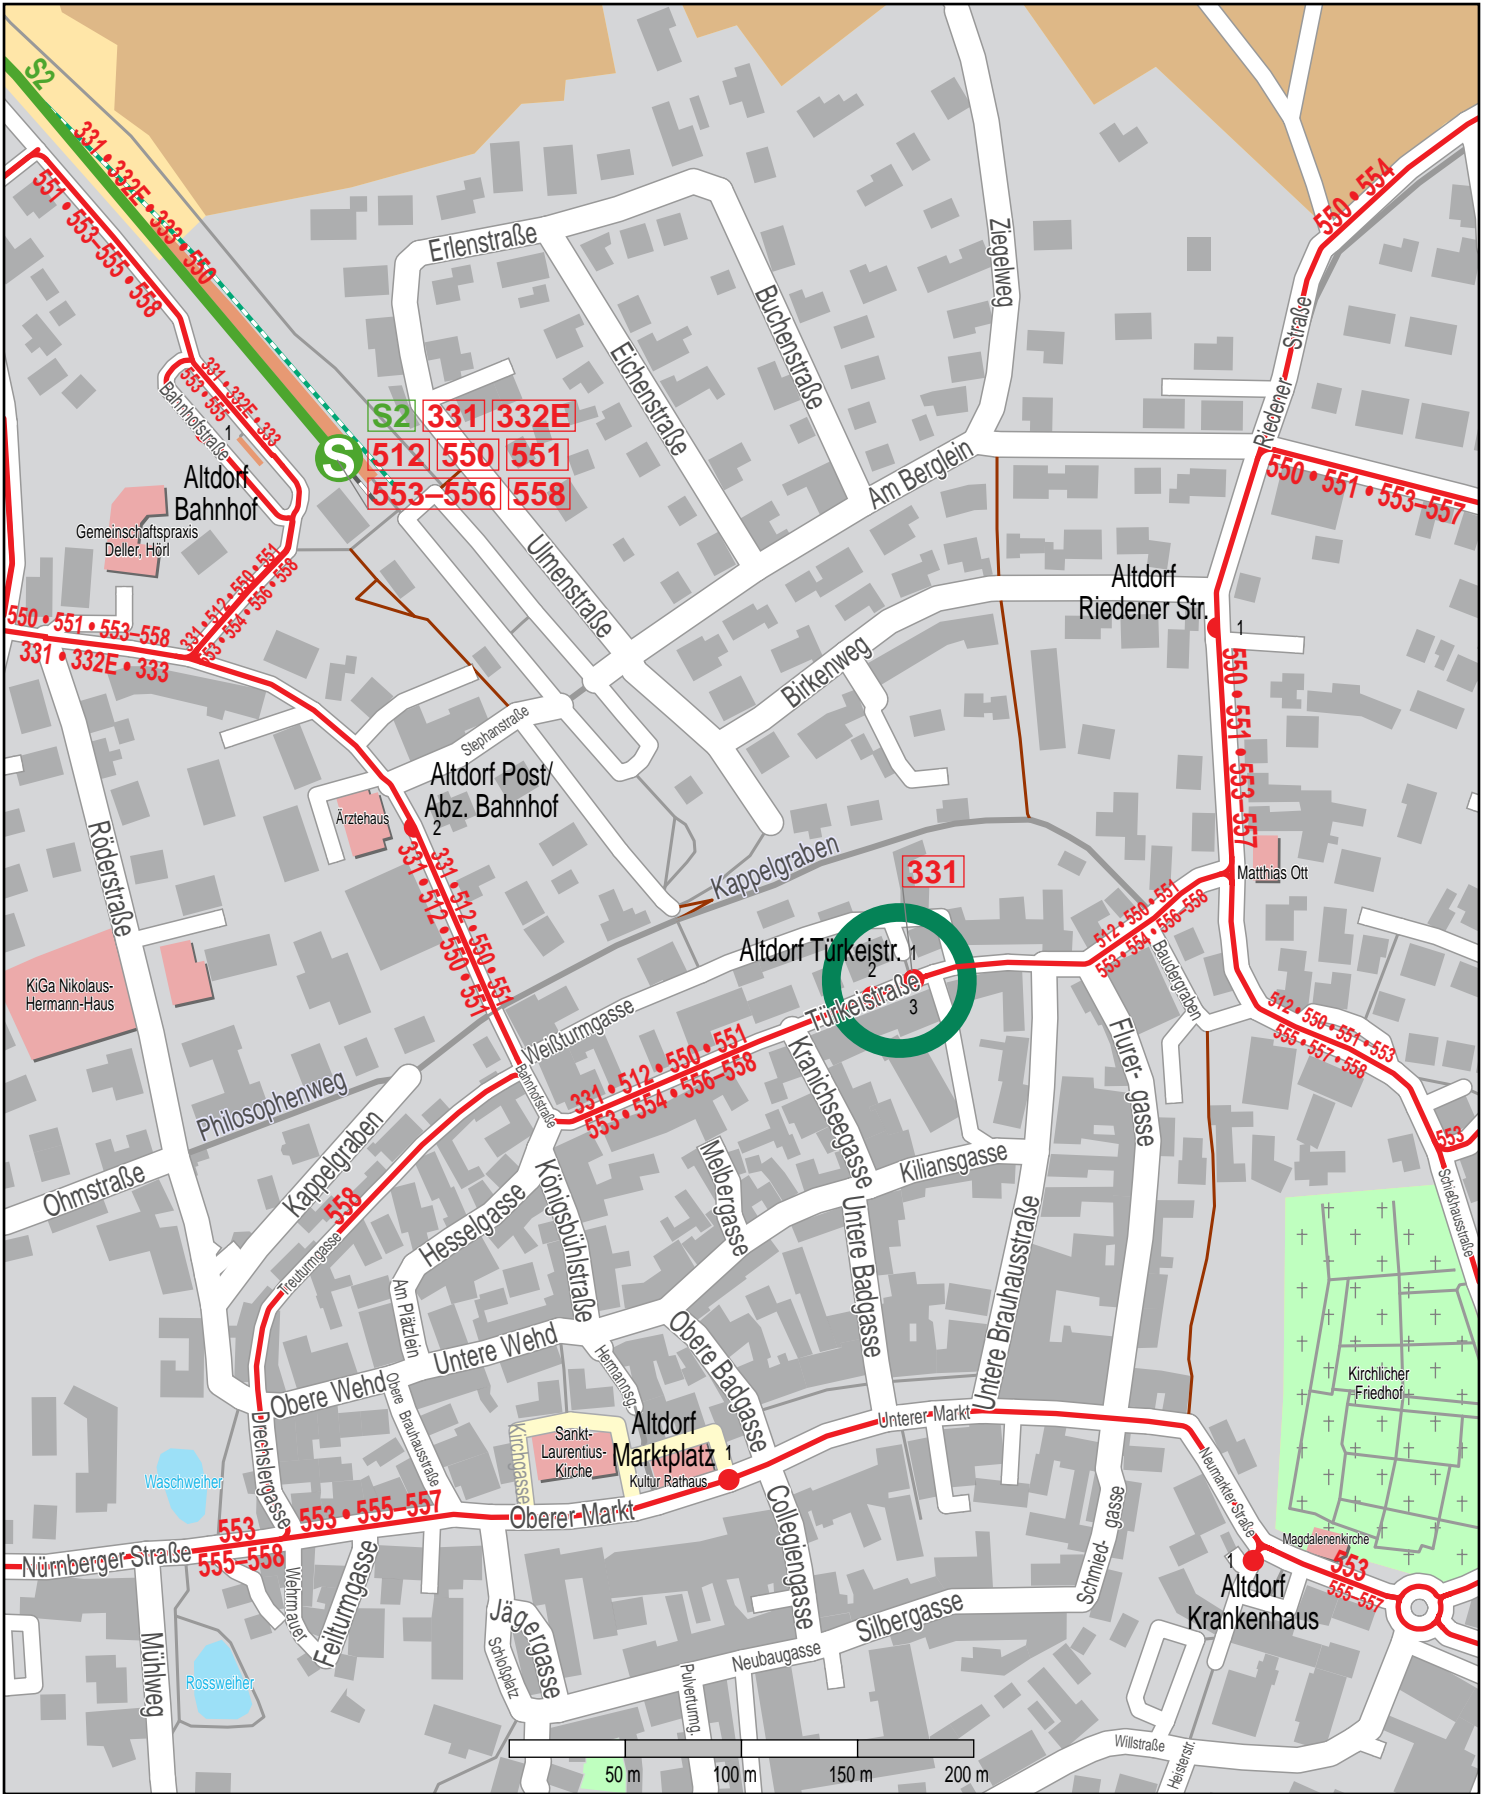 S2
331 • 332E • 333 • 550
551 • 553–555 • 558
550 • 554
Erlenstraße
Ziegelweg
Buchenstraße
Eichenstraße
Riedener
Straße
331 • 332E • 333
553 • 555
Bahnhofstraße
1
S
S2 331 332E
512 550 551
553–556 558
Altdorf
Bahnhof
Gemeinschaftspraxis
Deller, Hörl
Am Berglein
550 • 551 • 553–557
Ulmenstraße
331 • 512 • 550 • 551
553 • 554 • 556 • 558
Altdorf
Riedener Str.
1
550 • 551 • 553–558
331 • 332E • 333
Birkenweg
550 • 551 • 553–557
Stephanstraße
Altdorf Post/
Abz. Bahnhof
2
Ärztehaus
Röderstraße
331 • 512 • 550 • 551
331 • 512 • 550 • 551
Kappelgraben
331
Matthias Ott
512 • 550 • 551
553 • 554 • 556–558
Baudergraben
Altdorf Türkeistr.
1
2
3
Türkeistraße
KiGa Nikolaus-
Hermann-Haus
Weißturmgasse
Bahnhofstraße
331 • 512 • 550 • 551
553 • 554 • 556–558
Kranichseegasse
Flurer-
gasse
512 • 550 • 551 • 553
555 • 557 • 558
553
Philosophenweg
Kappelgraben
Ohmstraße
558
Treuturmgasse
Hesselgasse
Königsbühlstraße
Melbergasse
Kiliansgasse
Untere Badgasse
Untere Brauhausstraße
Schießhausstraße
Am Plätzlein
Untere Wehd
Obere Wehd
Obere Badgasse
Hermannsg.
Obere Brauhausstraße
Kirchlicher
Friedhof
Drechslergasse
Kirchgasse
Sankt-
Laurentius-
Kirche
Altdorf
Marktplatz
1
Kultur Rathaus
Unterer Markt
Neumarkter Straße
Waschweiher
553
555–558
553 • 555–557
Oberer Markt
Nürnberger Straße
Collegiengasse
Schmied-
gasse
Magdalenenkirche
553
555–557
1
Altdorf
Krankenhaus
Wehrmauer
Feilturmgasse
Jägergasse
Schloßplatz
Silbergasse
Neubaugasse
Pulverturmg.
Mühlweg
Rossweiher
Willstraße
Heisterstr.
50 m
100 m
150 m
200 m